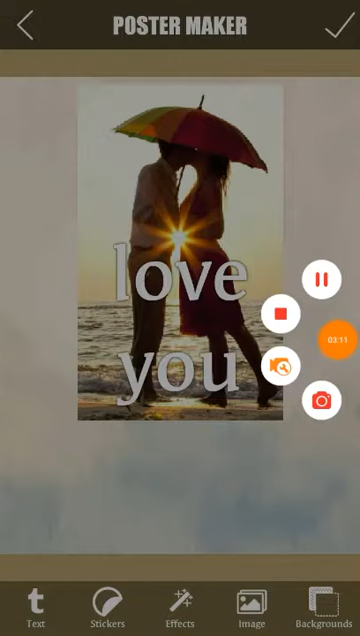 POSTER MAKER
love
you
03:11
t
Text
Stickers
Effects
Image
Backgrounds